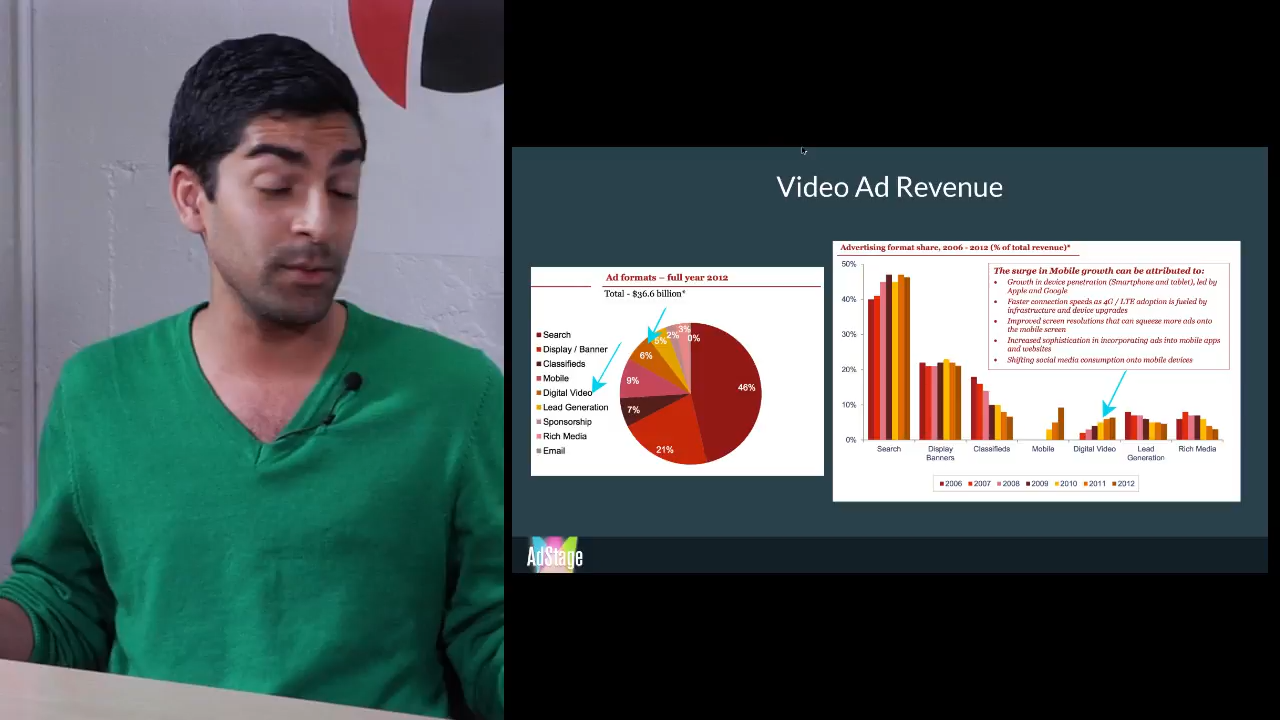 Video Ad Revenue
Ad formats – full year 2012
Total - $36.6 billion*
Search
Display / Banner
Classifieds
Mobile
Digital Video
Lead Generation
Sponsorship
Rich Media
Email
46%
21%
7%
9%
6%
5%
2%
3%
0%
Advertising format share, 2006 - 2012 (% of total revenue)*
50%
40%
30%
20%
10%
0%
The surge in Mobile growth can be attributed to:
• Growth in device penetration (Smartphone and tablet), led by
Apple and Google
• Faster connection speeds as 4G / LTE adoption is fueled by
infrastructure and device upgrades
• Improved screen resolutions that can squeeze more ads onto
the mobile screen
• Increased sophistication in incorporating ads into mobile apps
and websites
• Shifting social media consumption onto mobile devices
Search
Display
Banners
Classifieds
Mobile
Digital Video
Lead
Generation
Rich Media
2006 2007 2008 2009 2010 2011 2012
AdStage